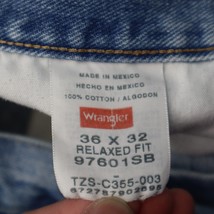 MADE IN MEXICO
HECHO EN MEXICO
100% COTTON / ALGODON
Wrangler
36 X 32
RELAXED FIT
97601SB
TZS-C355-003